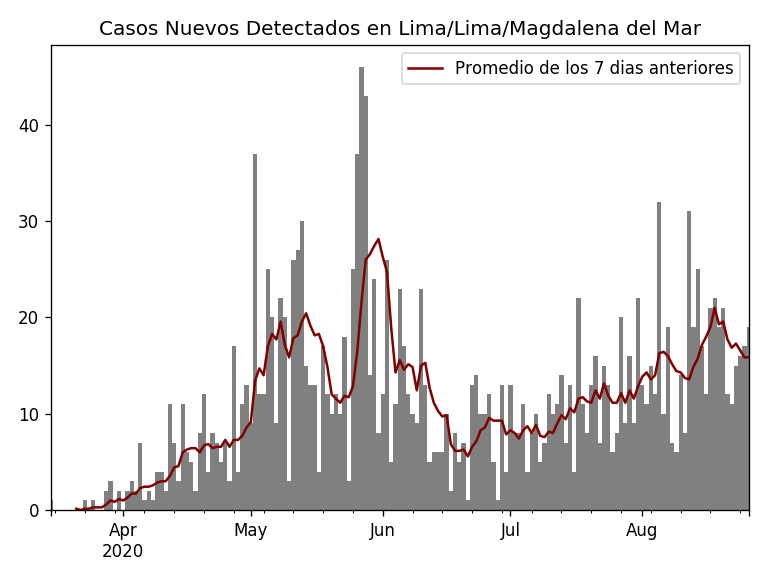 Casos Nuevos Detectados en Lima/Lima/Magdalena del Mar
Promedio de los 7 dias anteriores
40
30
20
10
0
Apr May Jun Jul Aug
2020